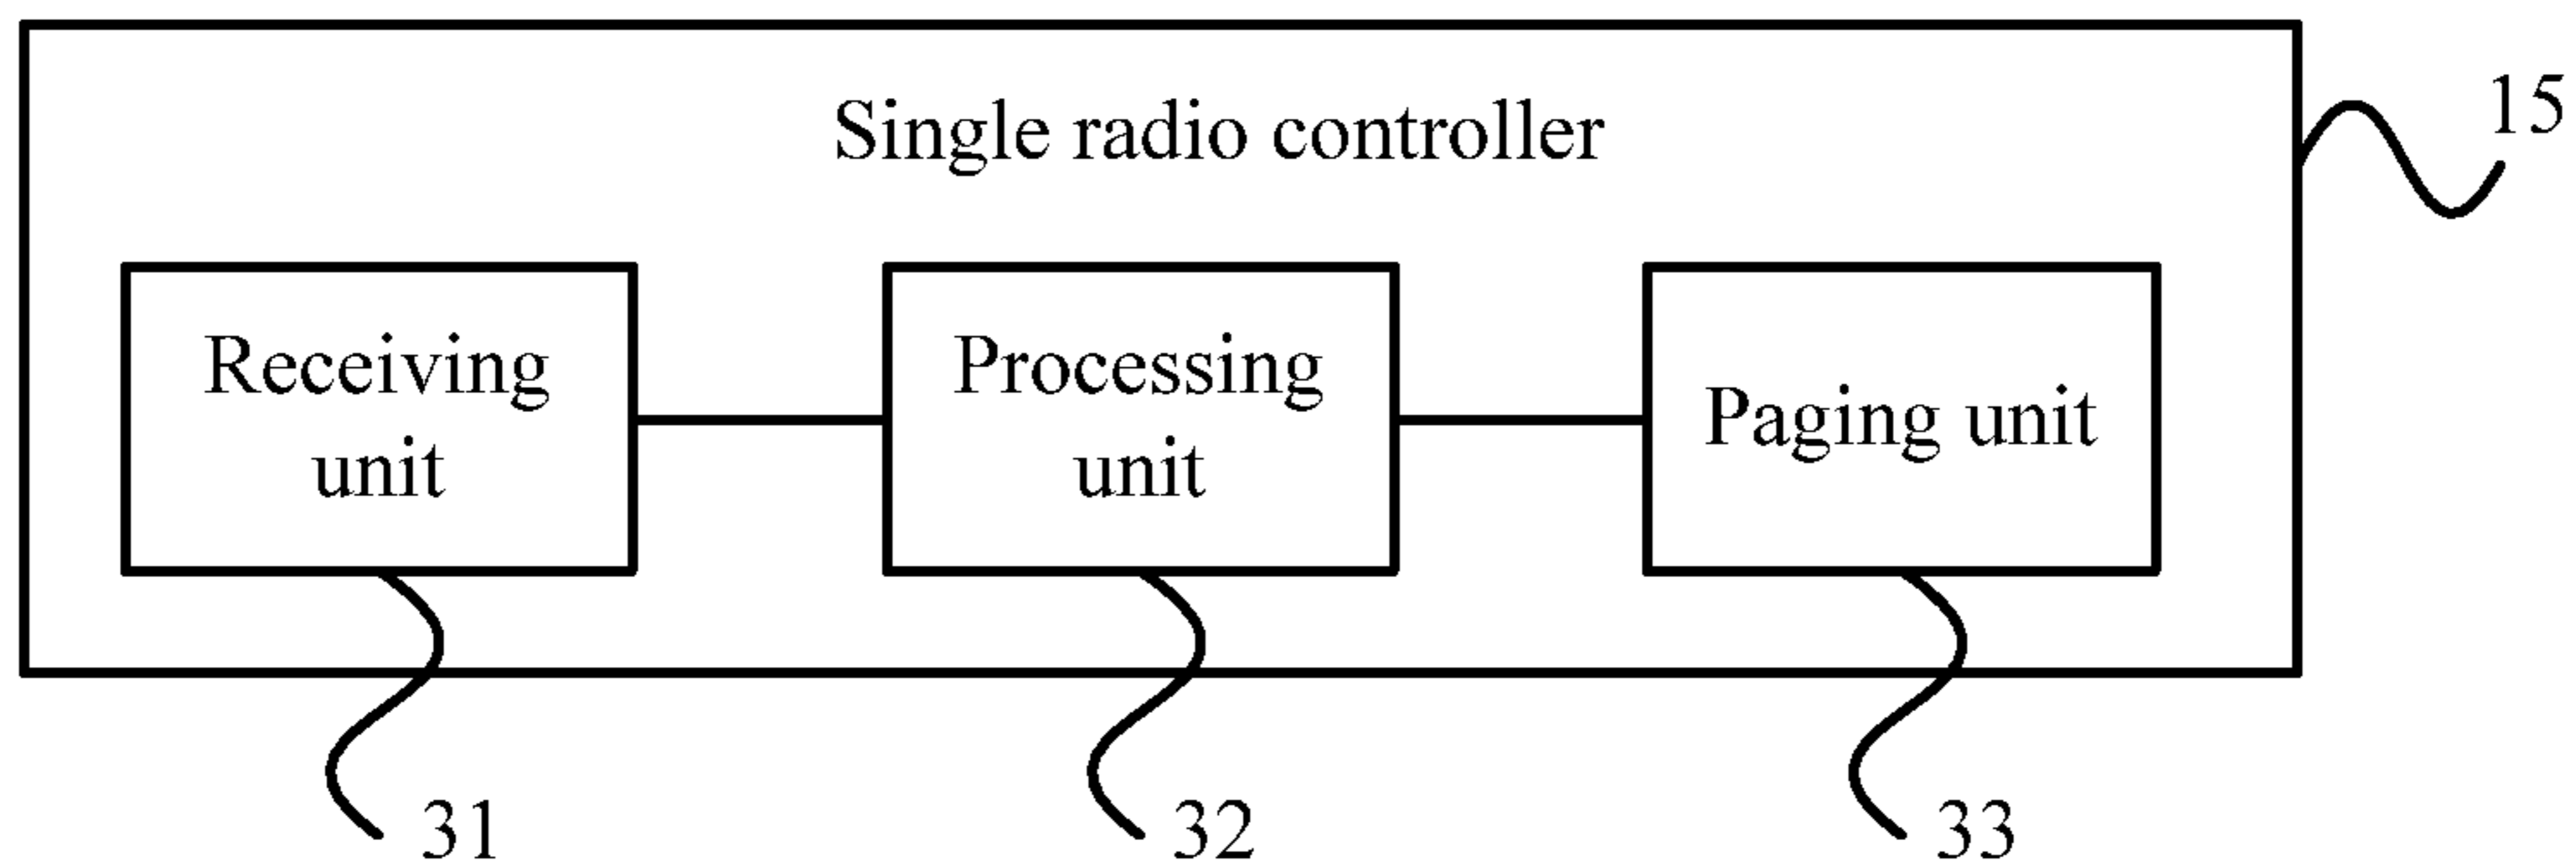 Single radio controller
15
Receiving
unit
Processing
unit
Paging unit
31
32
33